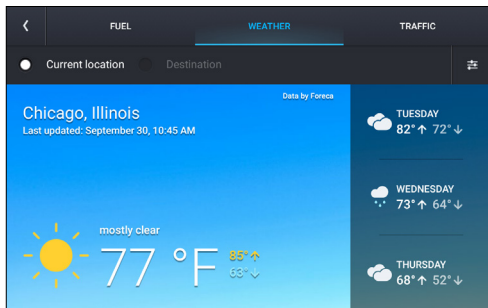 FUEL
WEATHER
TRAFFIC
Current location
Destination
Data by Foreca
Chicago, Illinois
Last updated: September 30, 10:45 AM
mostly clear
77 °F
85°↑
63°↓
TUESDAY
82°↑ 72°↓
WEDNESDAY
73°↑ 64°↓
THURSDAY
68°↑ 52°↓